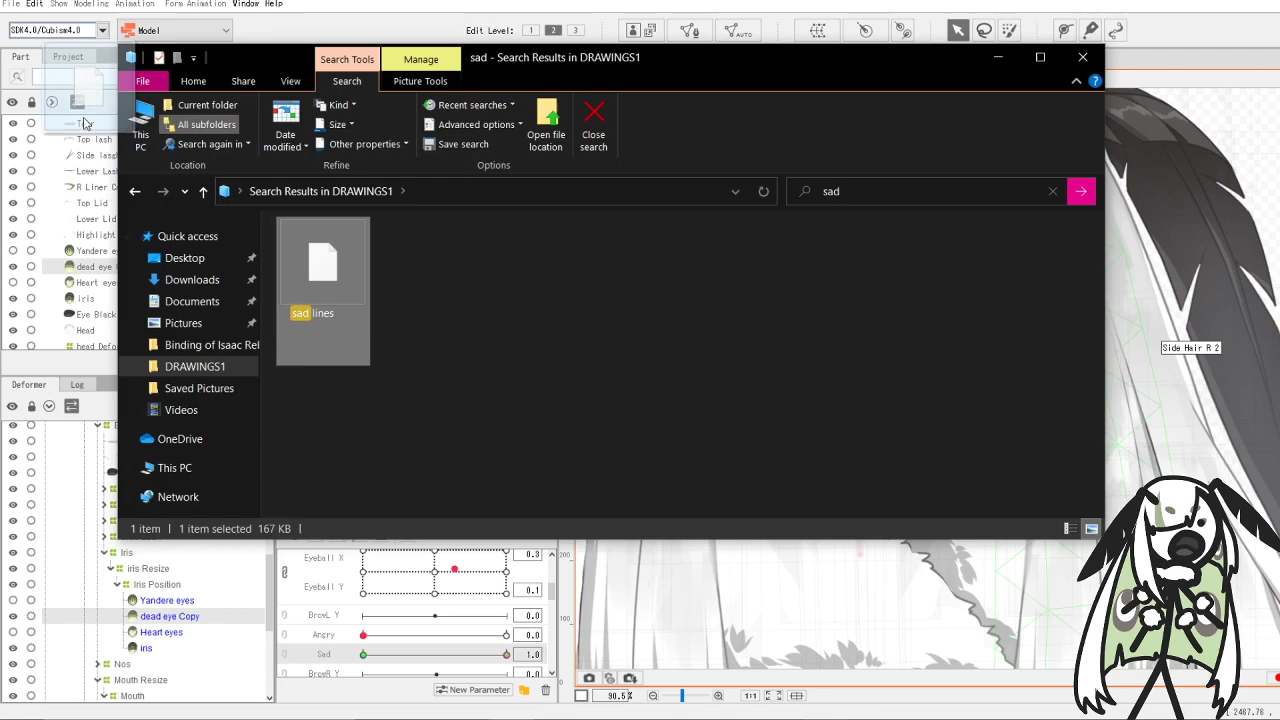 File Edit Show Modeling Animation Form Animation Window Help
SDK4.0/Cubism4.0 Model Edit Level: 1 2 3 AUTO
Part Project
sad - Search Results in DRAWINGS1
Search Tools Manage
File Home Share View Search Picture Tools
This PC
Current folder
All subfolders
Search again in
Location
Date modified
Kind
Size
Other properties
Refine
Recent searches
Advanced options
Save search
Options
Open file location
Close search
Search Results in DRAWINGS1
sad
Top lash
Side lash
Lower Lash
R Liner
Top Lid
Lower Lid
Highlight
Yandere ey
dead eye
Heart eye
iris
Eye Black
Head
head Defo
Quick access
Desktop
Downloads
Documents
Pictures
Binding of Isaac Re
DRAWINGS1
Saved Pictures
Videos
OneDrive
This PC
Network
sad lines
1 item 1 item selected 167 KB
Side Hair R 2
Deformer Log
Iris
iris Resize
Iris Position
Yandere eyes
dead eye Copy
Heart eyes
iris
Nos
Mouth Resize
Mouth
Eyeball X 0.3
Eyeball Y 0.1
BrowL Y 0.0
Angry 0.0
Sad 1.0
BrowR Y 0.0
New Parameter
200
100
0
90.5%
1:1
2467.76